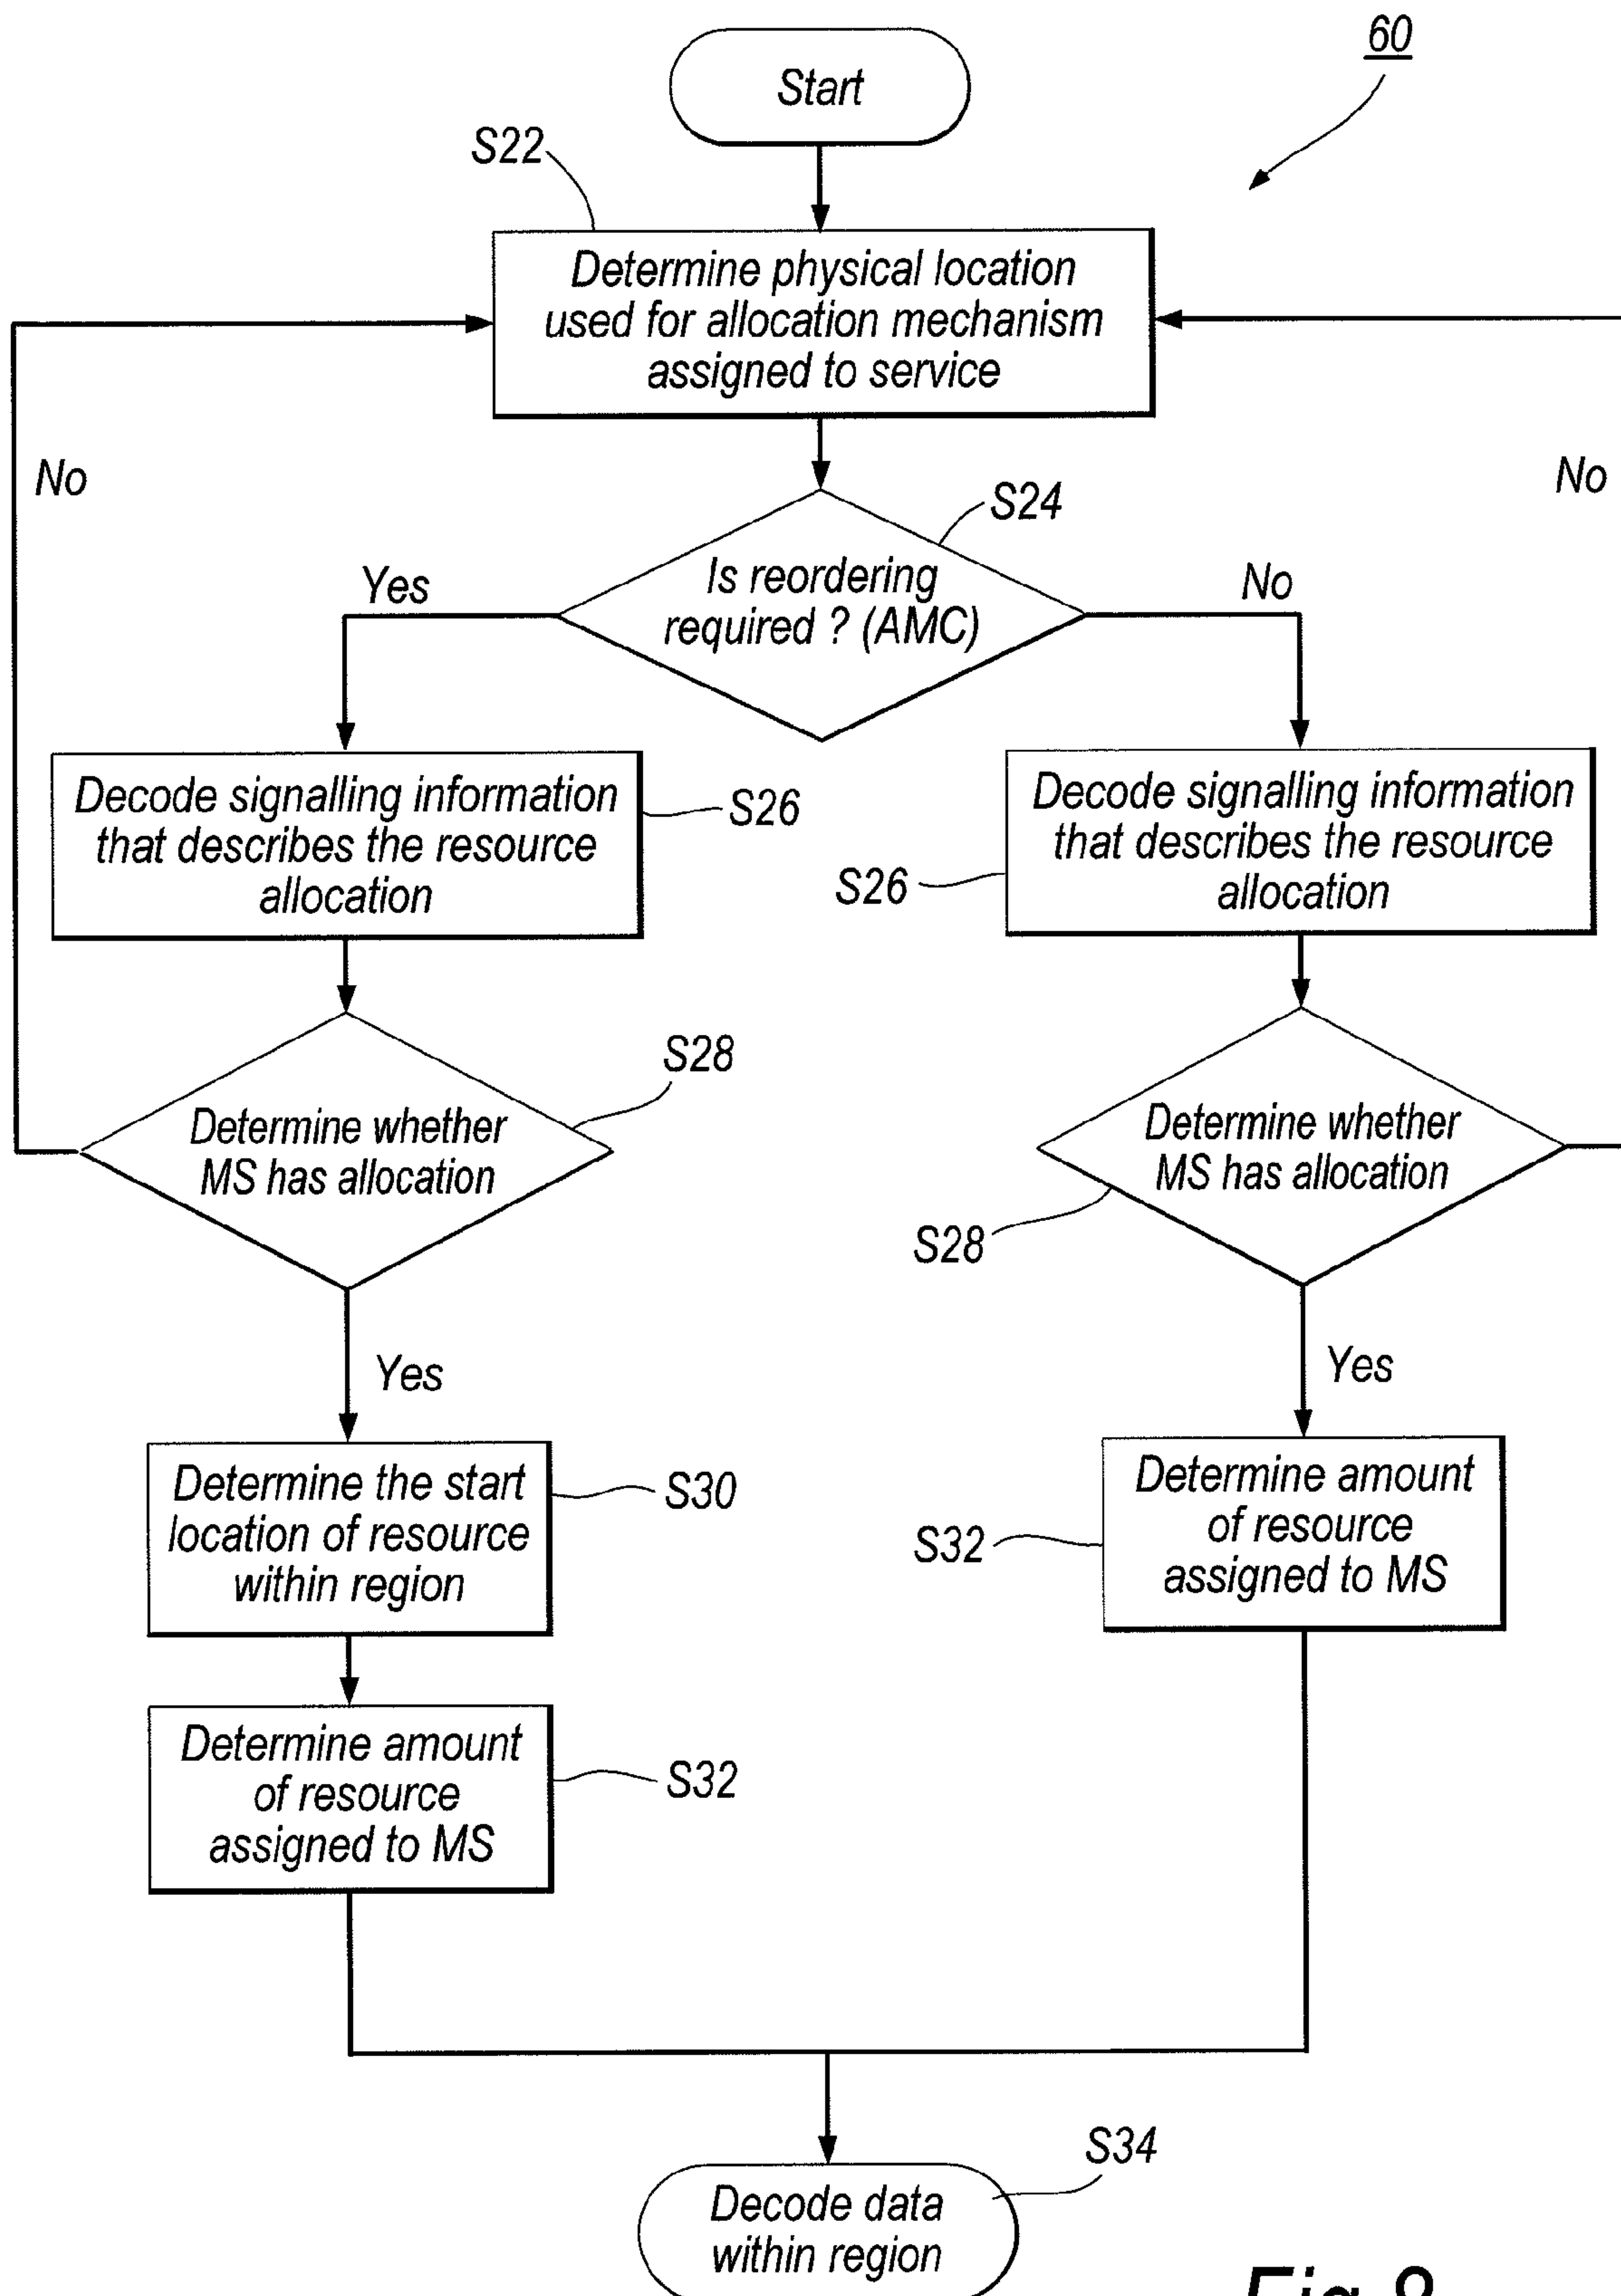 60
Start
S22
Determine physical location
used for allocation mechanism
assigned to service
No
No
S24
Is reordering
required ? (AMC)
Yes
No
Decode signalling information
that describes the resource
allocation
S26
Decode signalling information
that describes the resource
allocation
S26
S28
Determine whether
MS has allocation
Determine whether
MS has allocation
S28
Yes
Yes
Determine the start
location of resource
within region
S30
Determine amount
of resource
assigned to MS
S32
Determine amount
of resource
assigned to MS
S32
S34
Decode data
within region